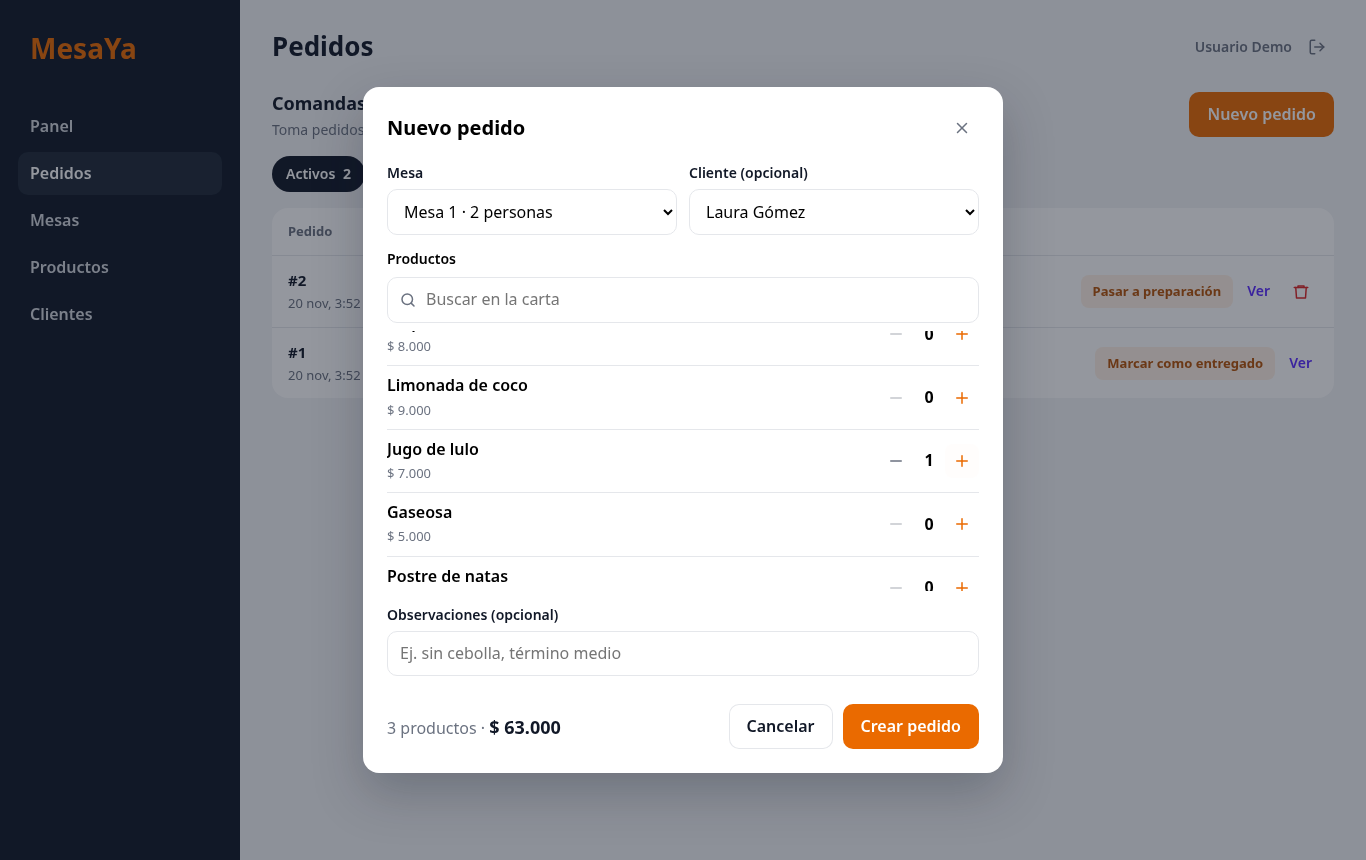 MesaYa
Panel
Pedidos
Mesas
Productos
Clientes
Pedidos
Usuario Demo
Comandas
Toma pedidos
Nuevo pedido
Activos 2
Pedido
#2
20 nov, 3:52
Pasar a preparación
Ver
#1
20 nov, 3:52
Marcar como entregado
Ver
Nuevo pedido
Mesa
Cliente (opcional)
Mesa 1 · 2 personas
Laura Gómez
Productos
Buscar en la carta
0
$ 8.000
Limonada de coco
$ 9.000
0
Jugo de lulo
$ 7.000
1
Gaseosa
$ 5.000
0
Postre de natas
0
Observaciones (opcional)
Ej. sin cebolla, término medio
3 productos · $ 63.000
Cancelar
Crear pedido